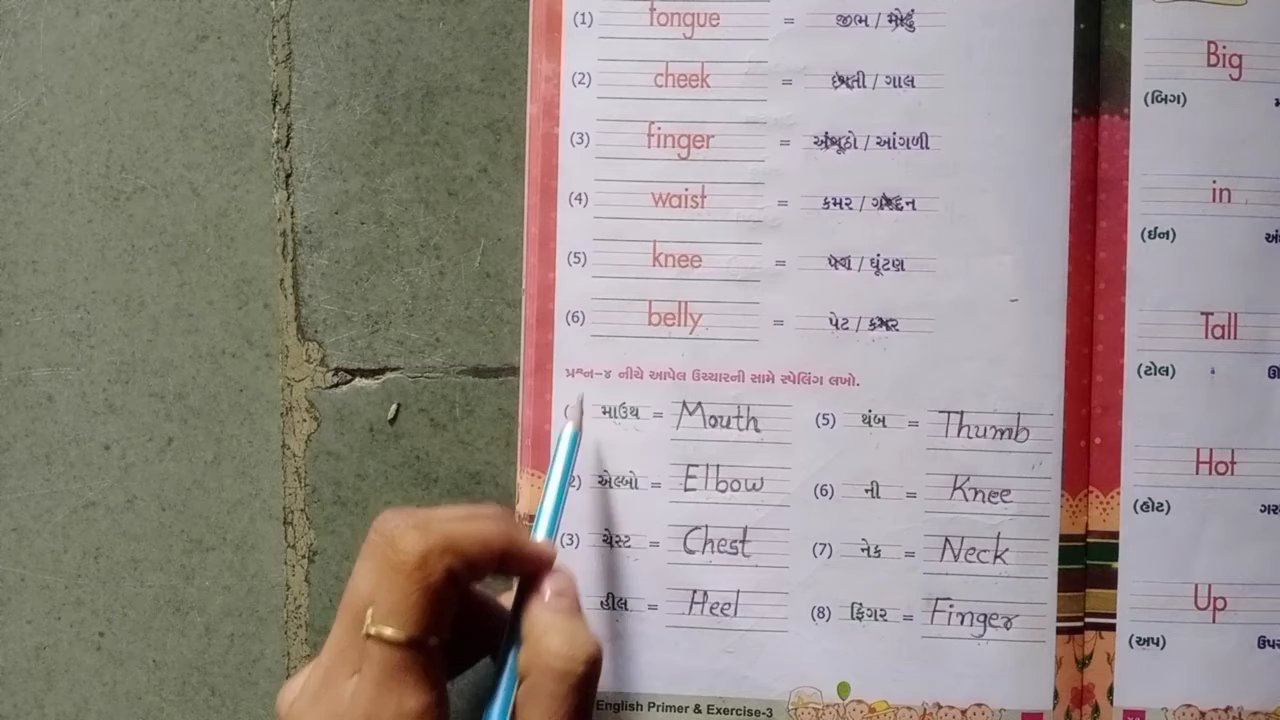 (1) tongue = જીભ / મોઢું
(2) cheek = છાતી / ગાલ
(3) finger = અંગૂઠો / આંગળી
(4) waist = કમર / ગરદન
(5) knee = / ઘૂંટણ
(6) belly = પેટ / કમર
પ્રશ્ન-૪ નીચે આપેલ ઉચ્ચારની સામે સ્પેલિંગ લખો.
માઉથ = Mouth (5) થંબ = Thumb
2) એલ્બો = Elbow (6) ની = Knee
(3) ચેસ્ટ = Chest (7) નેક = Neck
હીલ = Heel (8) ફિંગર = Finger
English Primer & Exercise-3
Big
(બિગ)
in
(ઈન)
Tall
(ટોલ)
Hot
(હોટ)
Up
(અપ)